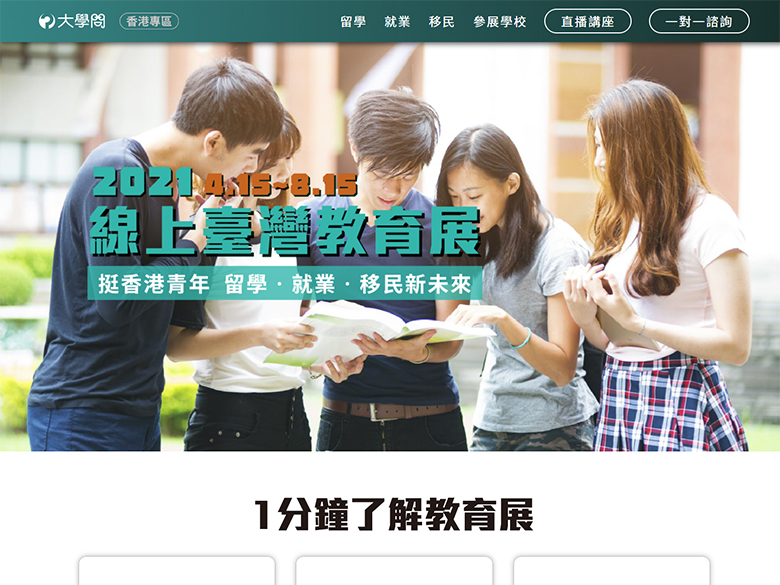 大學問 香港專區 留學 就業 移民 參展學校 直播講座 一對一諮詢
2021 4.15~8.15
線上臺灣教育展
挺香港青年 留學·就業·移民新未來
1分鐘了解教育展